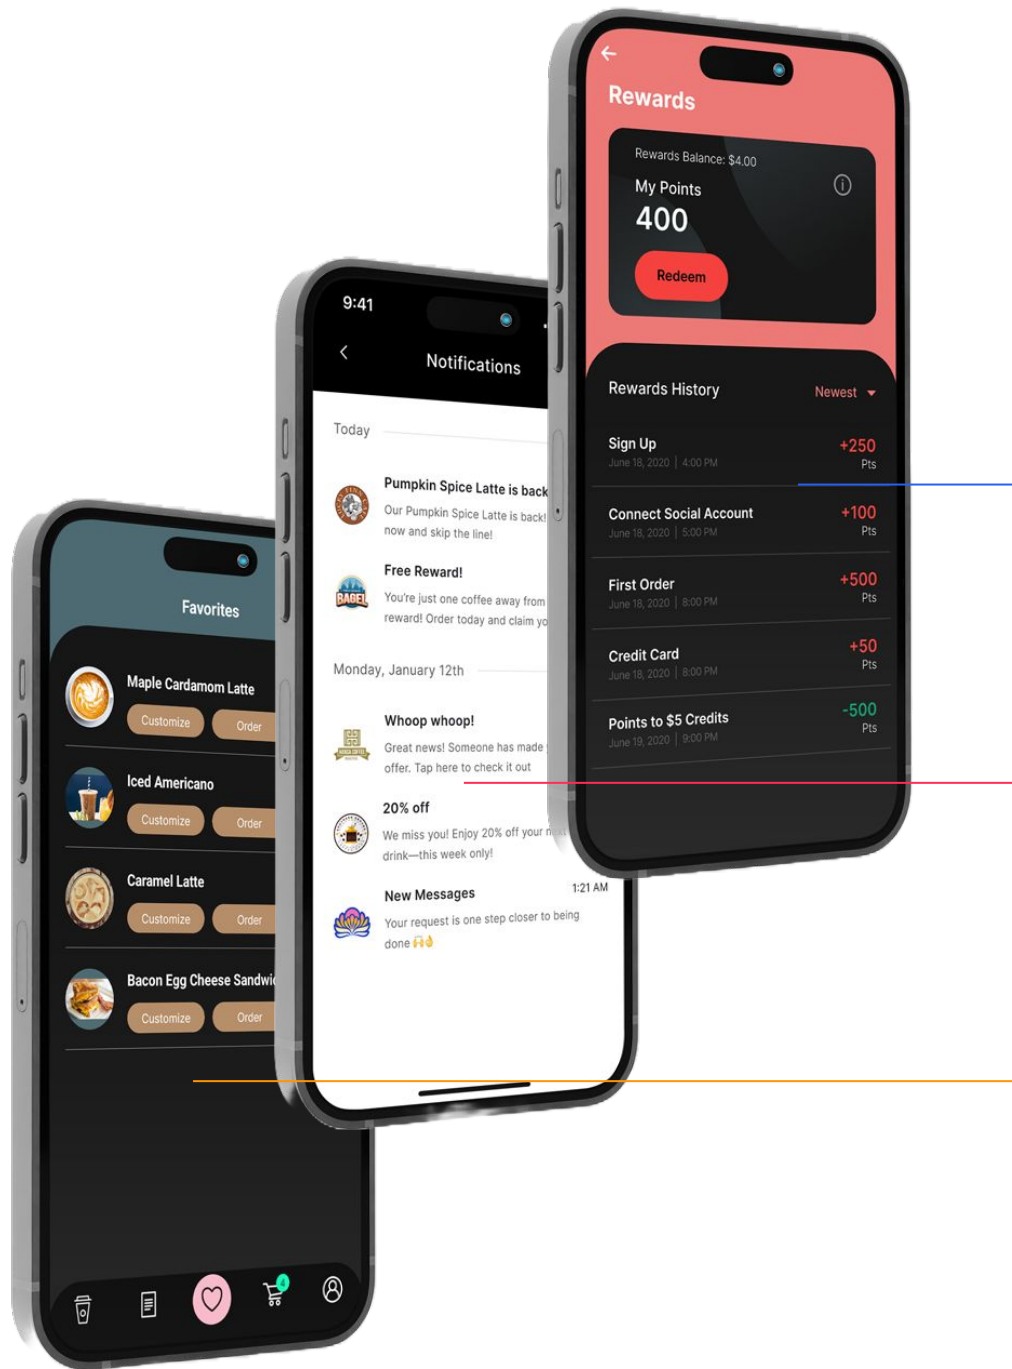 Rewards
Rewards Balance: $4.00
My Points
400
Redeem
Rewards History
Newest
Sign Up
+250
June 18, 2020 | 4:00 PM
Pts
Connect Social Account
+100
June 18, 2020 | 5:00 PM
Pts
First Order
+500
June 18, 2020 | 8:00 PM
Pts
Credit Card
+50
June 18, 2020 | 8:00 PM
Pts
Points to $5 Credits
-500
June 19, 2020 | 9:00 PM
Pts
9:41
Notifications
Today
Pumpkin Spice Latte is back
Our Pumpkin Spice Latte is back!
now and skip the line!
Free Reward!
BAGEL
You're just one coffee away from
reward! Order today and claim
Monday, January 12th
Whoop whoop!
Great news! Someone has made
offer. Tap here to check it out
20% off
We miss you! Enjoy 20% off your
drink—this week only!
New Messages
1:21 AM
Your request is one step closer to being
done 🙌👌
Favorites
Maple Cardamom Latte
Customize
Order
Iced Americano
Customize
Order
Caramel Latte
Customize
Order
Bacon Egg Cheese
Customize
Order
4